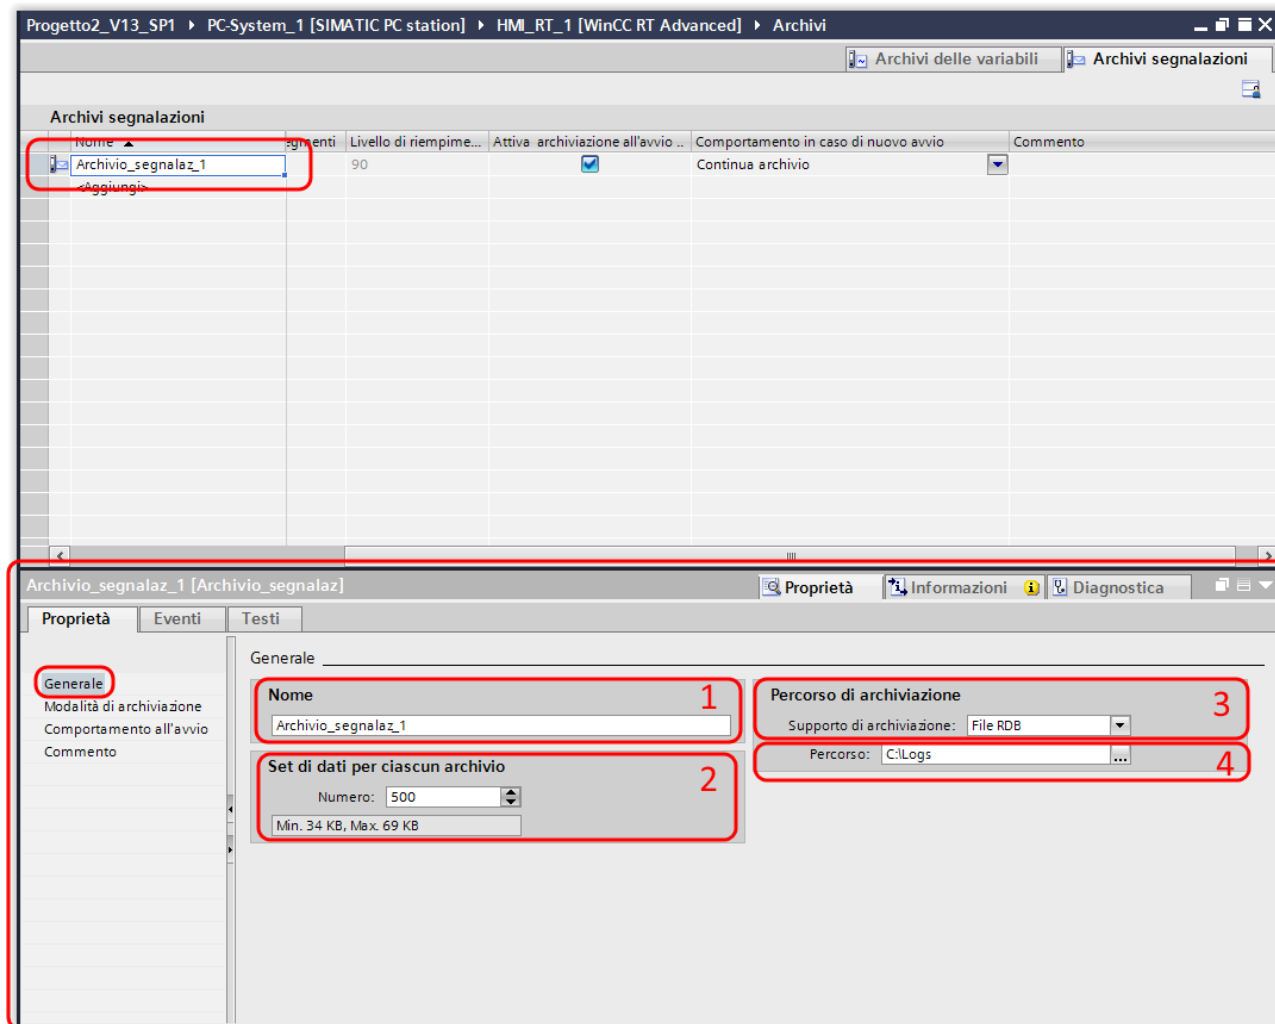 Progetto2_V13_SP1 ▸ PC-System_1 [SIMATIC PC station] ▸ HMI_RT_1 [WinCC RT Advanced] ▸ Archivi
Archivi delle variabili Archivi segnalazioni
Archivi segnalazioni
Nome egmenti Livello di riempime... Attiva archiviazione all'avvio .. Comportamento in caso di nuovo avvio Commento
Archivio_segnalaz_1 90 Continua archivio
<Aggiungi>
Archivio_segnalaz_1 [Archivio_segnalaz] Proprietà Informazioni Diagnostica
Proprietà Eventi Testi
Generale
Modalità di archiviazione
Comportamento all'avvio
Commento
Generale
Nome 1
Archivio_segnalaz_1
Set di dati per ciascun archivio 2
Numero: 500
Min. 34 KB, Max. 69 KB
Percorso di archiviazione 3
Supporto di archiviazione: File RDB
Percorso: C:\Logs ... 4